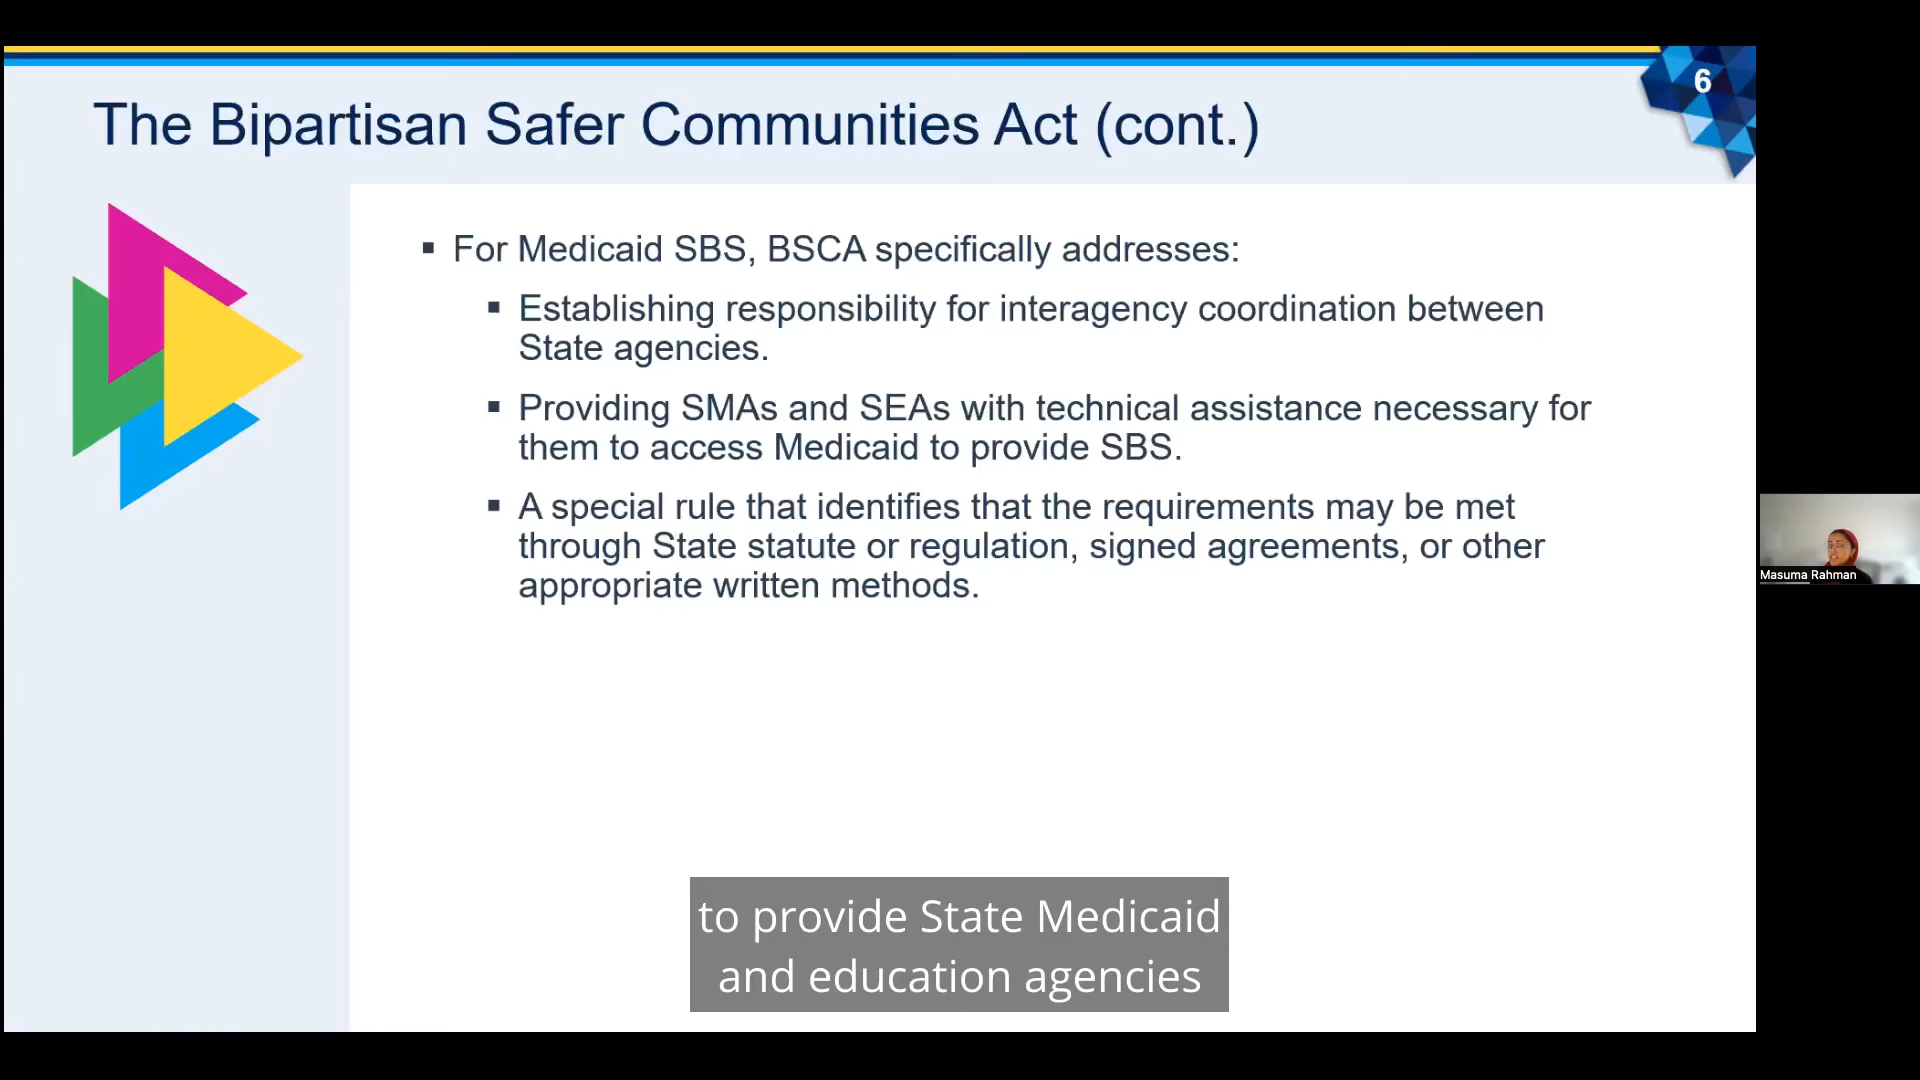 6
The Bipartisan Safer Communities Act (cont.)
▪ For Medicaid SBS, BSCA specifically addresses:
▪ Establishing responsibility for interagency coordination between
State agencies.
▪ Providing SMAs and SEAs with technical assistance necessary for
them to access Medicaid to provide SBS.
▪ A special rule that identifies that the requirements may be met
through State statute or regulation, signed agreements, or other
appropriate written methods.
Masuma Rahman
to provide State Medicaid
and education agencies